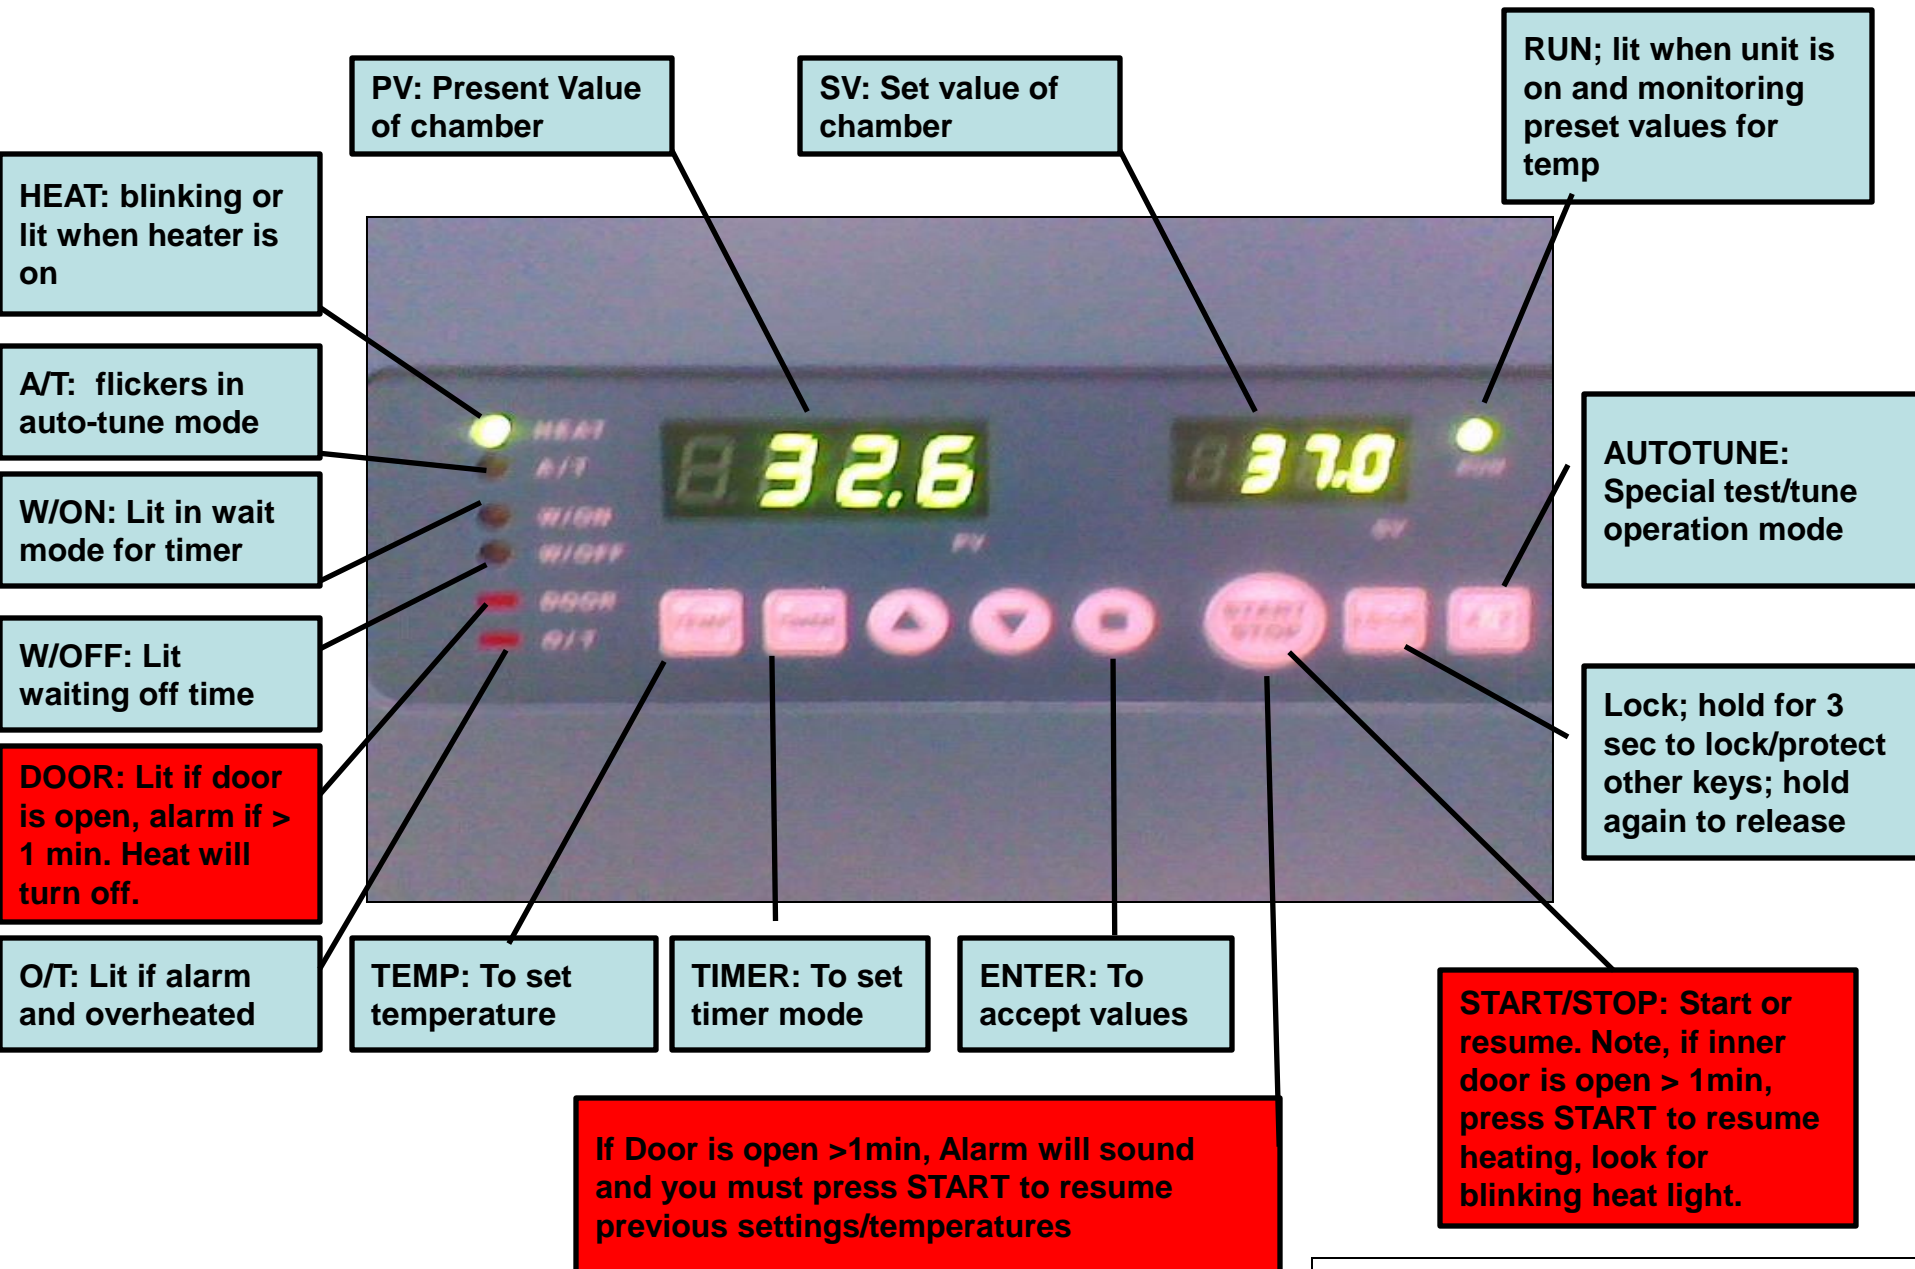 RUN; lit when unit is
on and monitoring
preset values for
temp
PV: Present Value
of chamber
SV: Set value of
chamber
HEAT: blinking or
lit when heater is
on
A/T:  flickers in
auto-tune mode
W/ON: Lit in wait
mode for timer
W/OFF: Lit
waiting off time
DOOR: Lit if door
is open, alarm if >
1 min. Heat will
turn off.
O/T: Lit if alarm
and overheated
HEAT
A/T
W/ON
W/OFF
DOOR
O/T
32.6
PV
37.0
SV
RUN
TEMP
TIMER
START
STOP
LOCK
A/T
AUTOTUNE:
Special test/tune
operation mode
Lock; hold for 3
sec to lock/protect
other keys; hold
again to release
TEMP: To set
temperature
TIMER: To set
timer mode
ENTER: To
accept values
START/STOP: Start or
resume. Note, if inner
door is open > 1min,
press START to resume
heating, look for
blinking heat light.
If Door is open >1min, Alarm will sound
and you must press START to resume
previous settings/temperatures